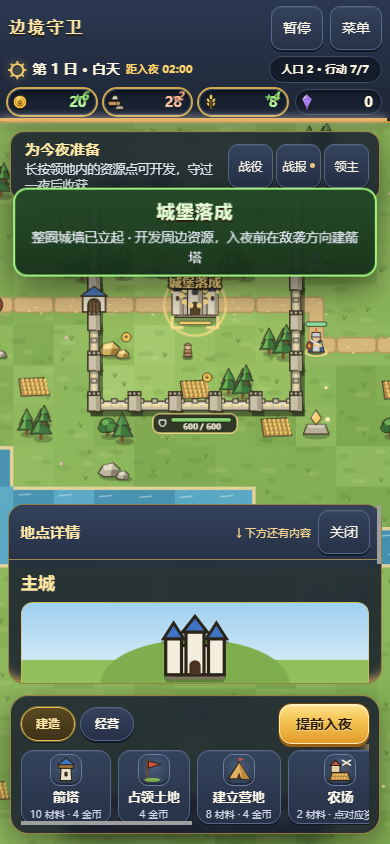 边境守卫
暂停
菜单
第 1 日 • 白天 距入夜 02:00
人口 2 • 行动 7/7
20
28
8
0
为今夜准备
长按领地内的资源点可开发，守过
一夜后收获
战役
战报
领主
城堡落成
整圈城墙已立起 · 开发周边资源，入夜前在敌袭方向建箭
塔
城堡落成
600 / 600
地点详情
↓下方还有内容
关闭
主城
建造
经营
提前入夜
箭塔
10 材料 · 4 金币
占领土地
4 金币
建立营地
8 材料 · 4 金币
农场
2 材料 · 点对应